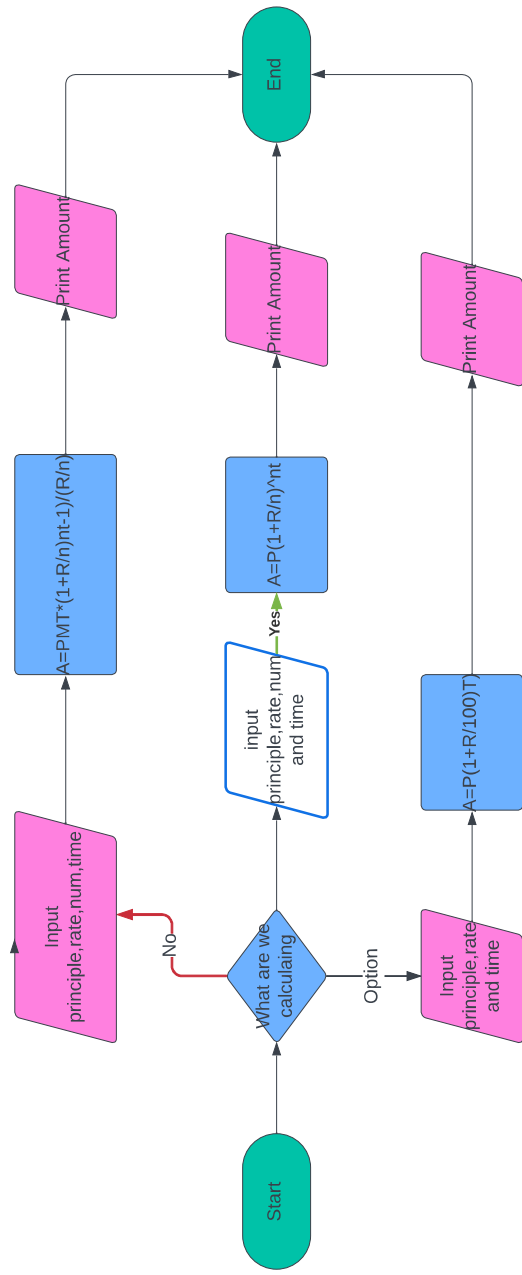 Start
What are we
calculaing
No
Option
Input
principle,rate,num,time
A=PMT*(1+R/n)nt-1)/(R/n)
Print Amount
input
principle,rate,num
and time
Yes
A=P(1+R/n)^nt
Print Amount
Input
principle,rate
and time
A=P(1+R/100)T)
Print Amount
End